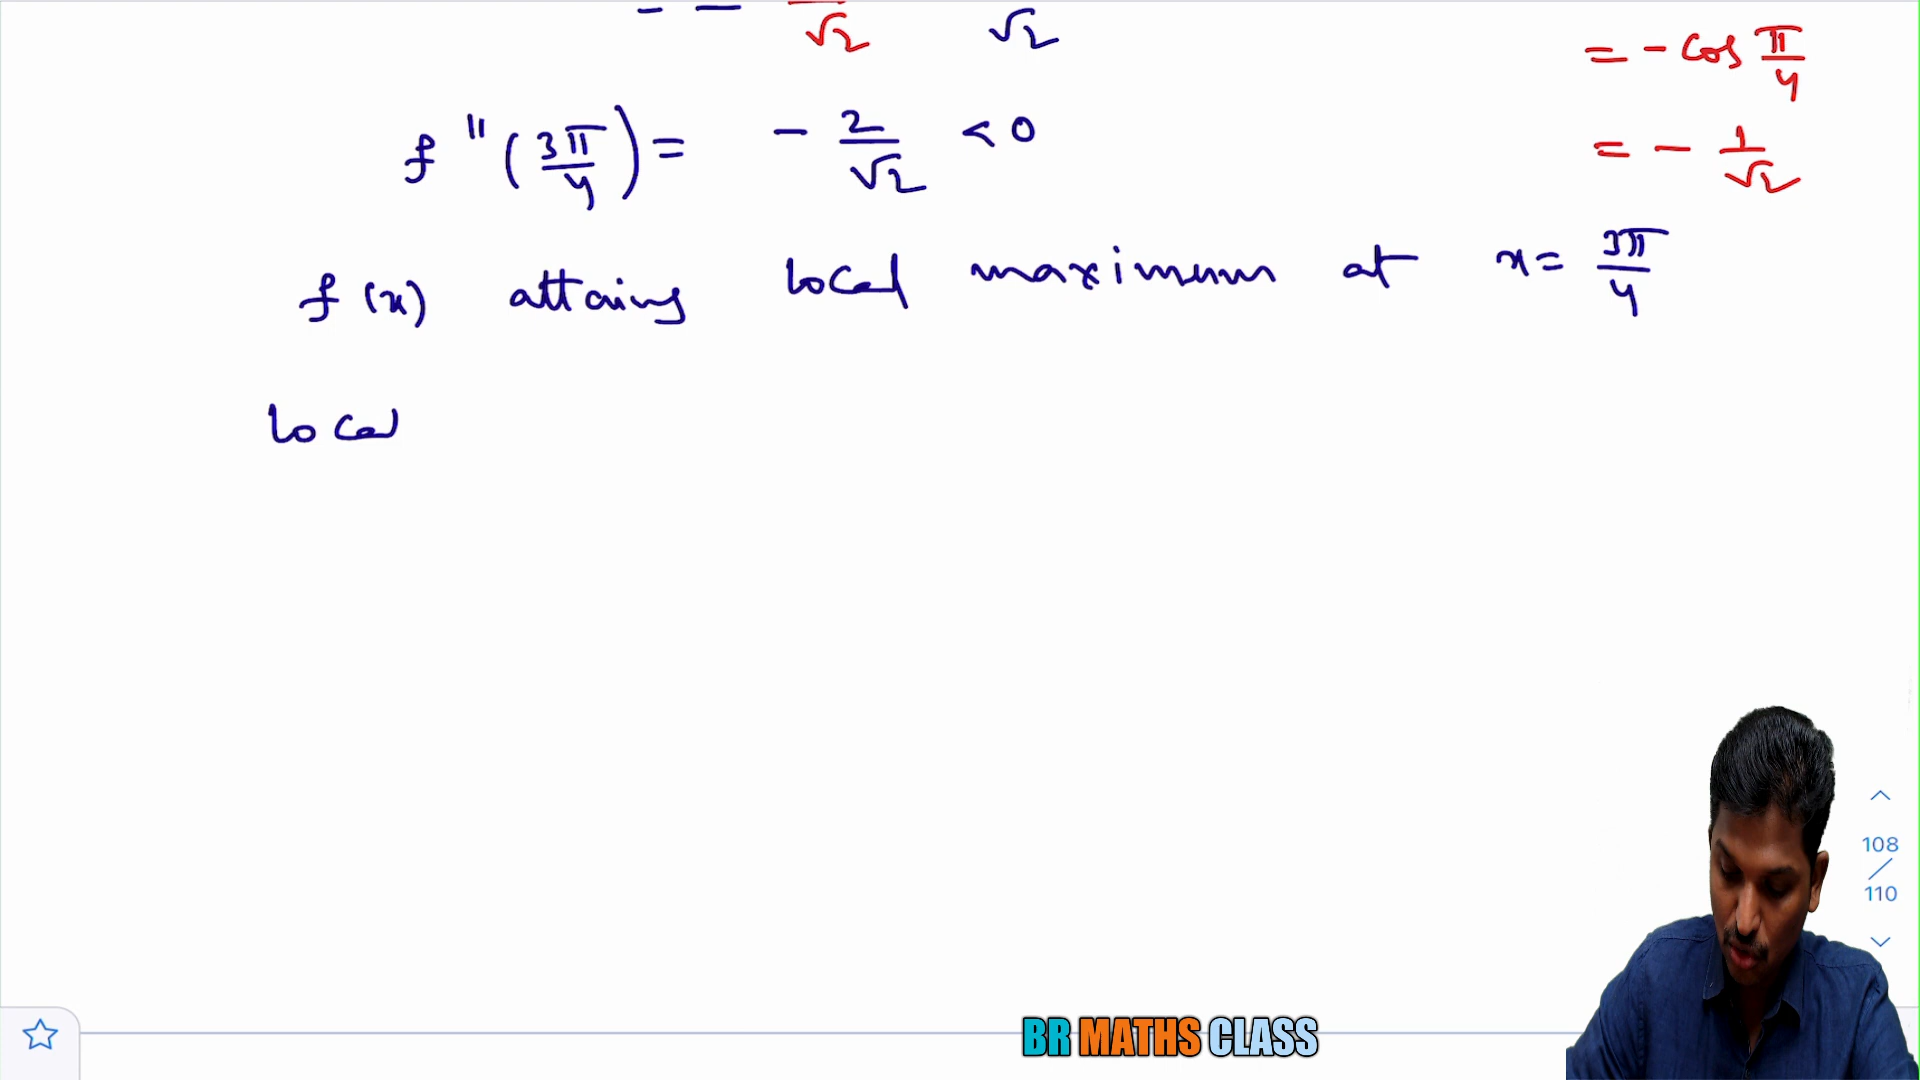 - - √2 √2
= - cos π/4
f"(3π/4) = - 2/√2 < 0
= - 1/√2
f(x) attains local maximum at x = 3π/4
local
108
/
110
BR MATHS CLASS